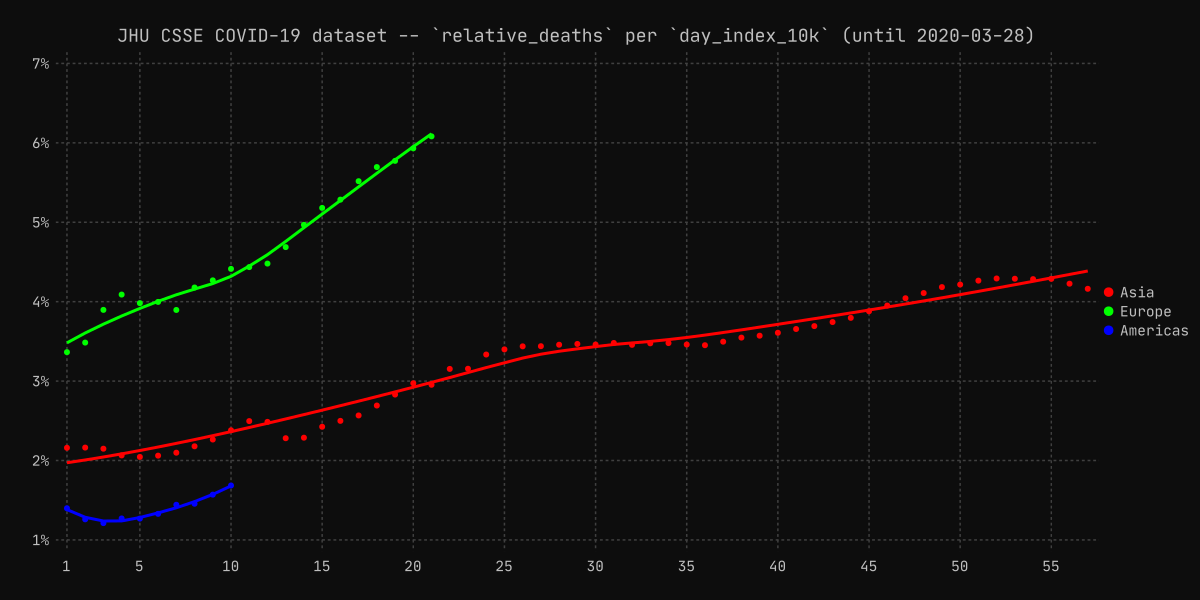 JHU CSSE COVID-19 dataset -- `relative_deaths` per `day_index_10k` (until 2020-03-28)
7%
6%
5%
4%
3%
2%
1%
1 5 10 15 20 25 30 35 40 45 50 55
Asia
Europe
Americas